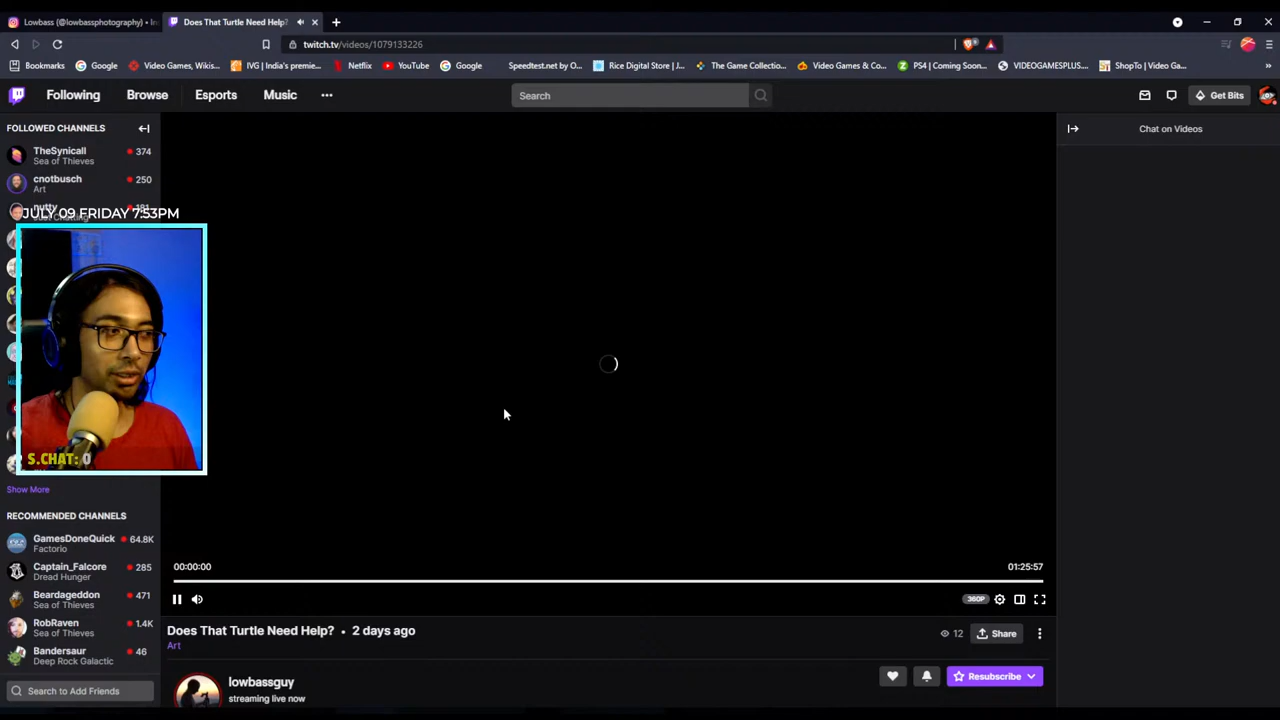 Lowbass (@lowbassphotography) • In
Does That Turtle Need Help?
twitch.tv/videos/1079133226
Bookmarks
Google
Video Games, Wikis...
IVG | India's premie...
Netflix
YouTube
Google
Speedtest.net by O...
Rice Digital Store | J...
The Game Collectio...
Video Games & Co...
PS4 | Coming Soon...
VIDEOGAMESPLUS...
ShopTo | Video Ga...
Following
Browse
Esports
Music
Search
Get Bits
FOLLOWED CHANNELS
Chat on Videos
TheSynicall
374
Sea of Thieves
cnotbusch
250
Art
nutty
JULY 09 FRIDAY 7:53PM
S.CHAT: 0
Show More
RECOMMENDED CHANNELS
GamesDoneQuick
64.8K
Factorio
Captain_Falcore
285
Dread Hunger
Beardageddon
471
Sea of Thieves
RobRaven
1.4K
Sea of Thieves
Bandersaur
46
Deep Rock Galactic
Search to Add Friends
00:00:00
01:25:57
360P
Does That Turtle Need Help? • 2 days ago
Art
12
Share
lowbassguy
streaming live now
Resubscribe